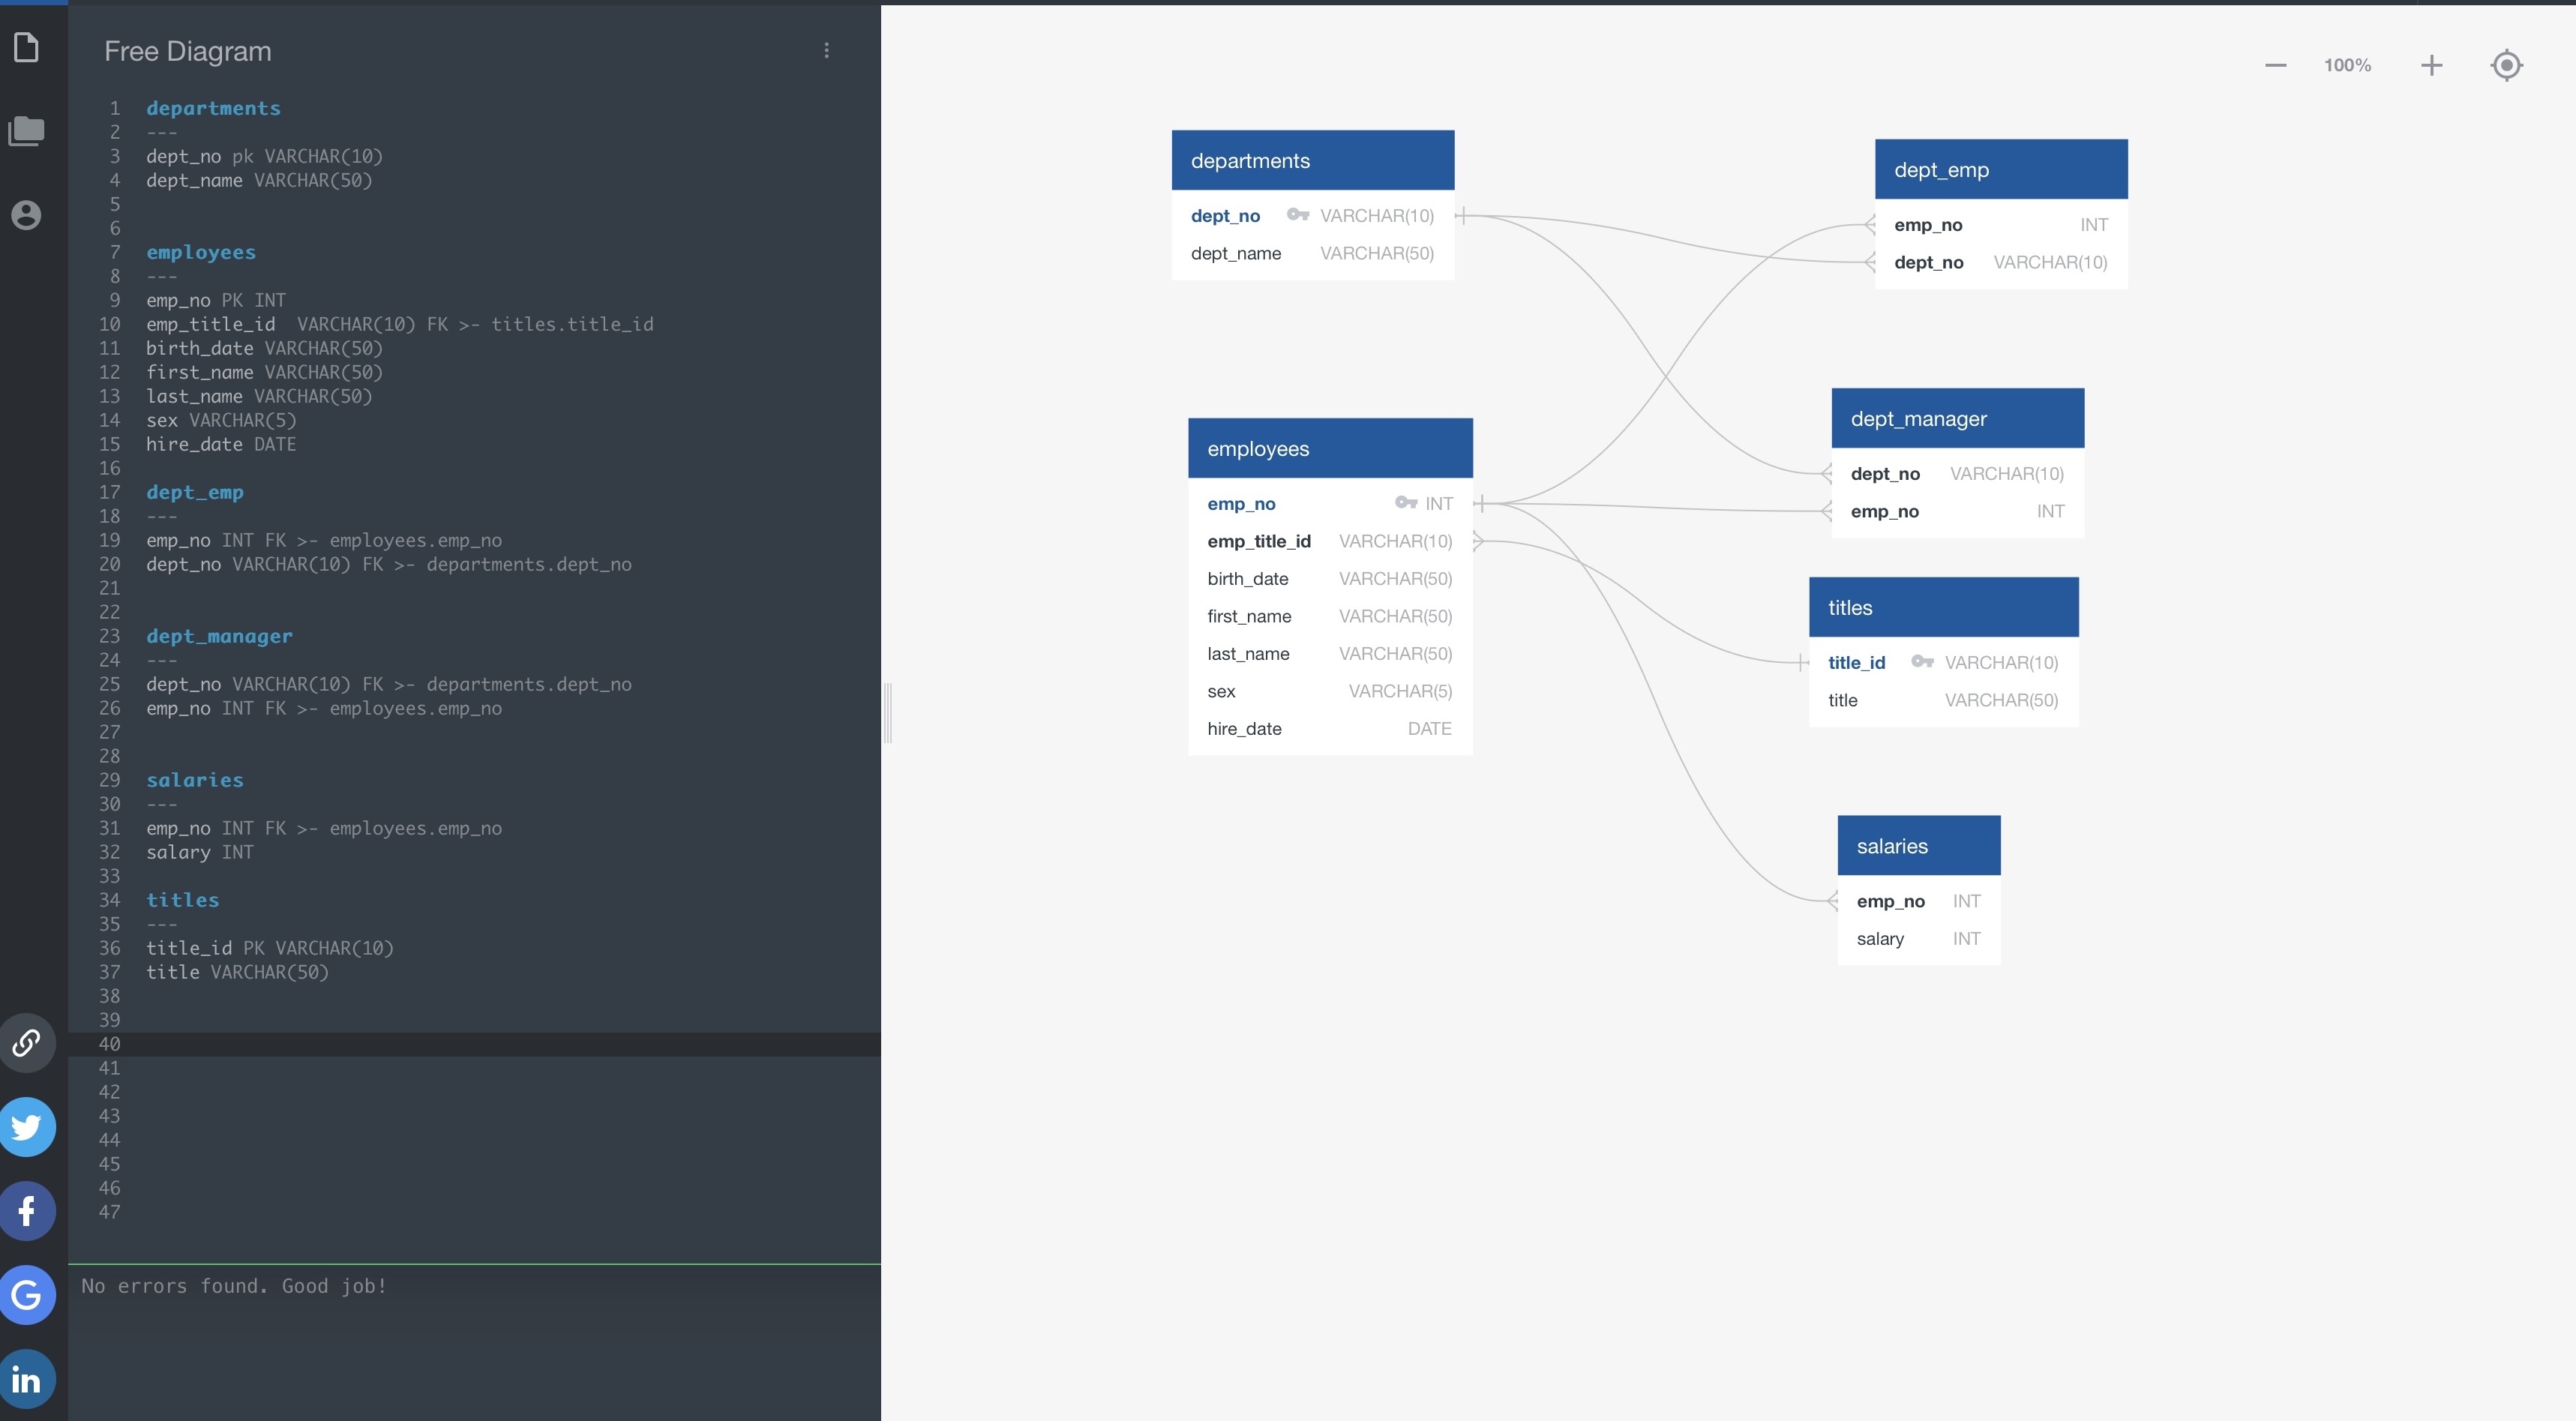 Free Diagram
1 departments
2 ---
3 dept_no pk VARCHAR(10)
4 dept_name VARCHAR(50)
5
6
7 employees
8 ---
9 emp_no PK INT
10 emp_title_id  VARCHAR(10) FK >- titles.title_id
11 birth_date VARCHAR(50)
12 first_name VARCHAR(50)
13 last_name VARCHAR(50)
14 sex VARCHAR(5)
15 hire_date DATE
16
17 dept_emp
18 ---
19 emp_no INT FK >- employees.emp_no
20 dept_no VARCHAR(10) FK >- departments.dept_no
21
22
23 dept_manager
24 ---
25 dept_no VARCHAR(10) FK >- departments.dept_no
26 emp_no INT FK >- employees.emp_no
27
28
29 salaries
30 ---
31 emp_no INT FK >- employees.emp_no
32 salary INT
33
34 titles
35 ---
36 title_id PK VARCHAR(10)
37 title VARCHAR(50)
38
39
40
41
42
43
44
45
46
47
No errors found. Good job!
100%
departments
dept_no VARCHAR(10)
dept_name VARCHAR(50)
dept_emp
emp_no INT
dept_no VARCHAR(10)
employees
emp_no INT
emp_title_id VARCHAR(10)
birth_date VARCHAR(50)
first_name VARCHAR(50)
last_name VARCHAR(50)
sex VARCHAR(5)
hire_date DATE
dept_manager
dept_no VARCHAR(10)
emp_no INT
titles
title_id VARCHAR(10)
title VARCHAR(50)
salaries
emp_no INT
salary INT
f
G
in